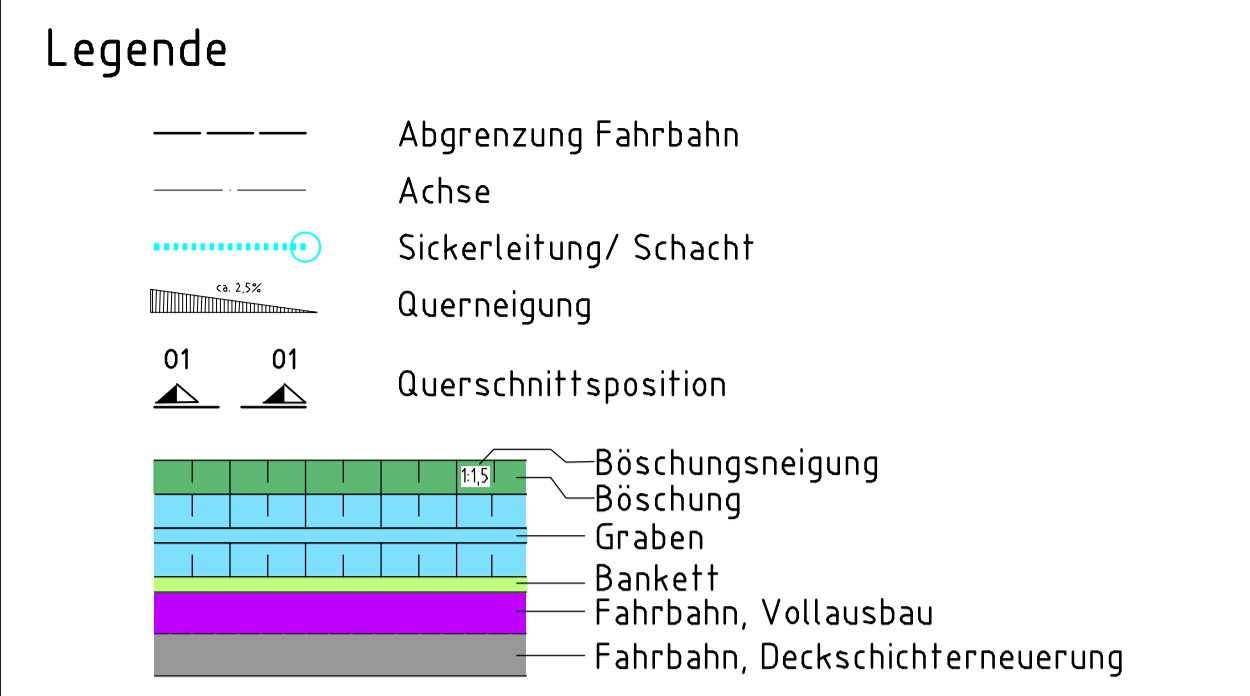 Legende
Abgrenzung Fahrbahn
Achse
Sickerleitung/ Schacht
ca. 2,5%
Querneigung
01 01
Querschnittsposition
Böschungsneigung
1:1,5
Böschung
Graben
Bankett
Fahrbahn, Vollausbau
Fahrbahn, Deckschichterneuerung